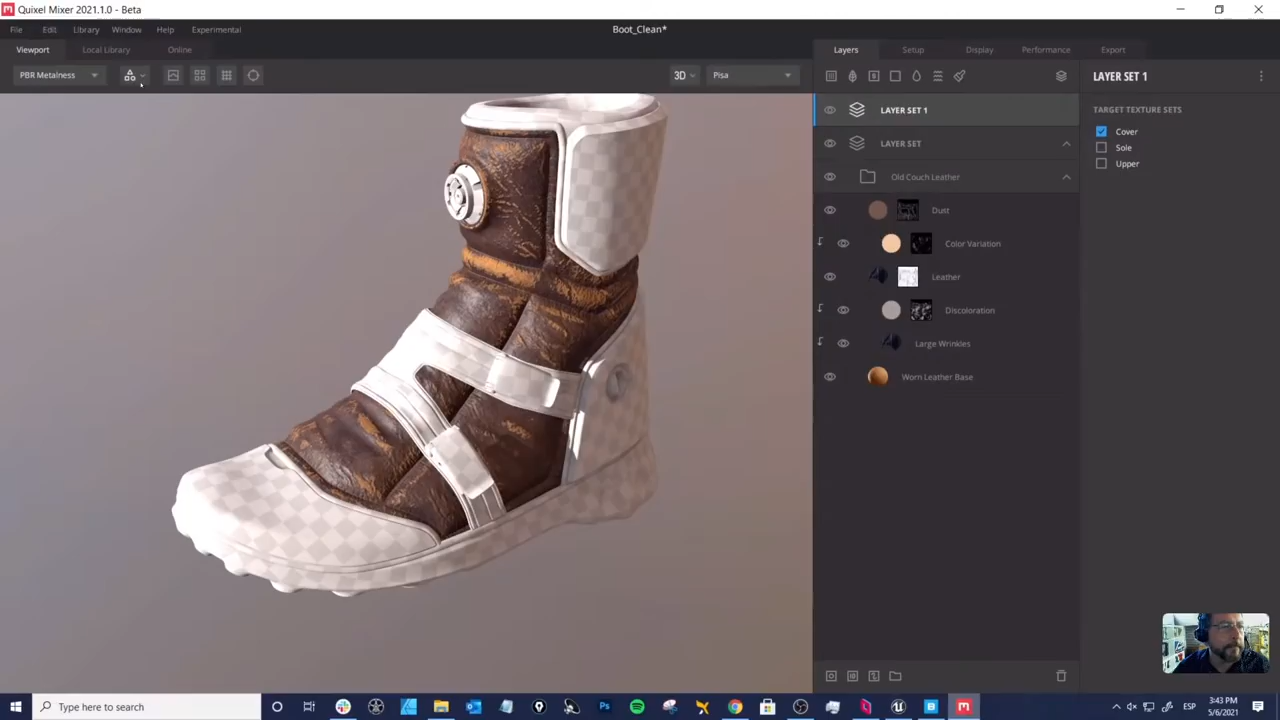 Quixel Mixer 2021.1.0 - Beta
File Edit Library Window Help Experimental
Boot_Clean*
Viewport Local Library Online
Layers Setup Display Performance Export
PBR Metalness
3D Pisa
LAYER SET 1
LAYER SET 1
TARGET TEXTURE SETS
Cover
Sole
Upper
LAYER SET
Old Couch Leather
Dust
Color Variation
Leather
Discoloration
Large Wrinkles
Worn Leather Base
Type here to search
ESP
3:43 PM
5/6/2021